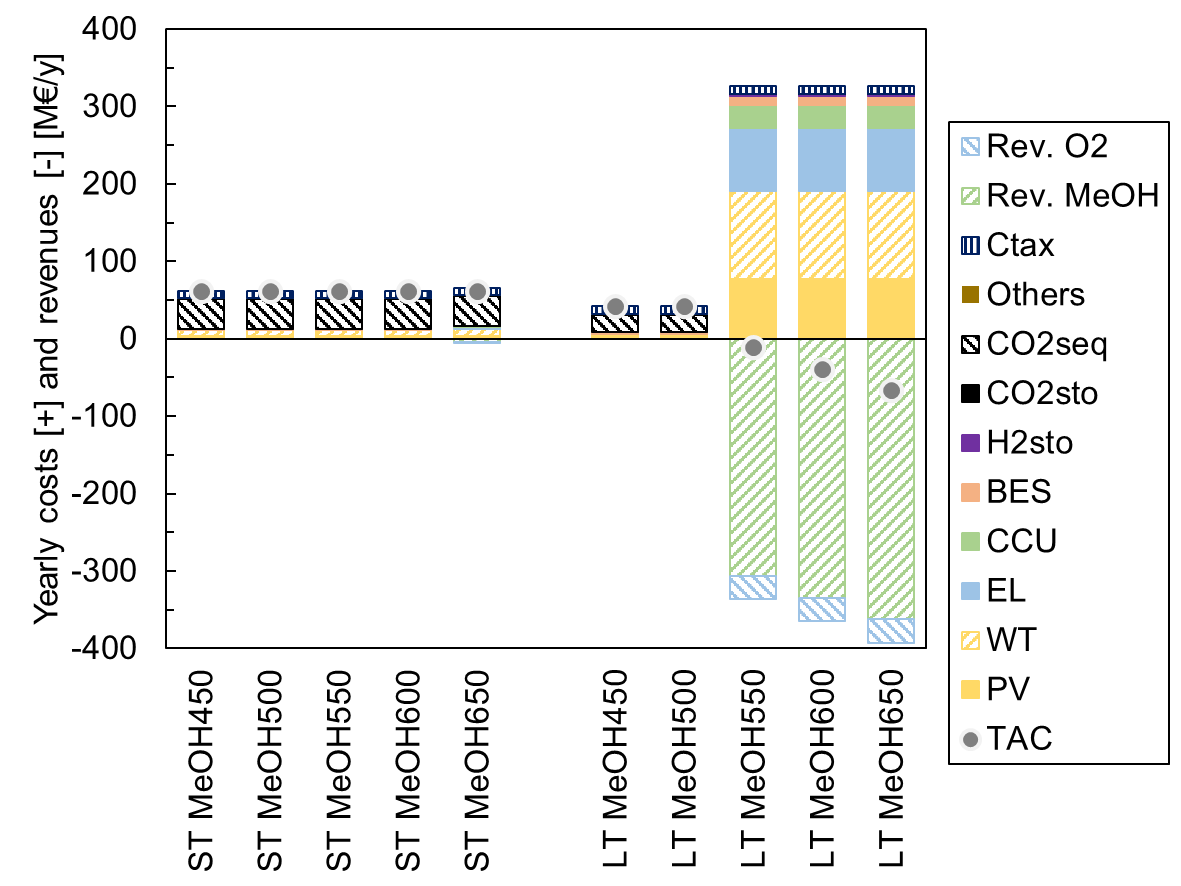 Yearly costs [+] and revenues [-] [M€/y]
400
300
200
100
0
-100
-200
-300
-400
ST MeOH450
ST MeOH500
ST MeOH550
ST MeOH600
ST MeOH650
LT MeOH450
LT MeOH500
LT MeOH550
LT MeOH600
LT MeOH650
Rev. O2
Rev. MeOH
Ctax
Others
CO2seq
CO2sto
H2sto
BES
CCU
EL
WT
PV
TAC